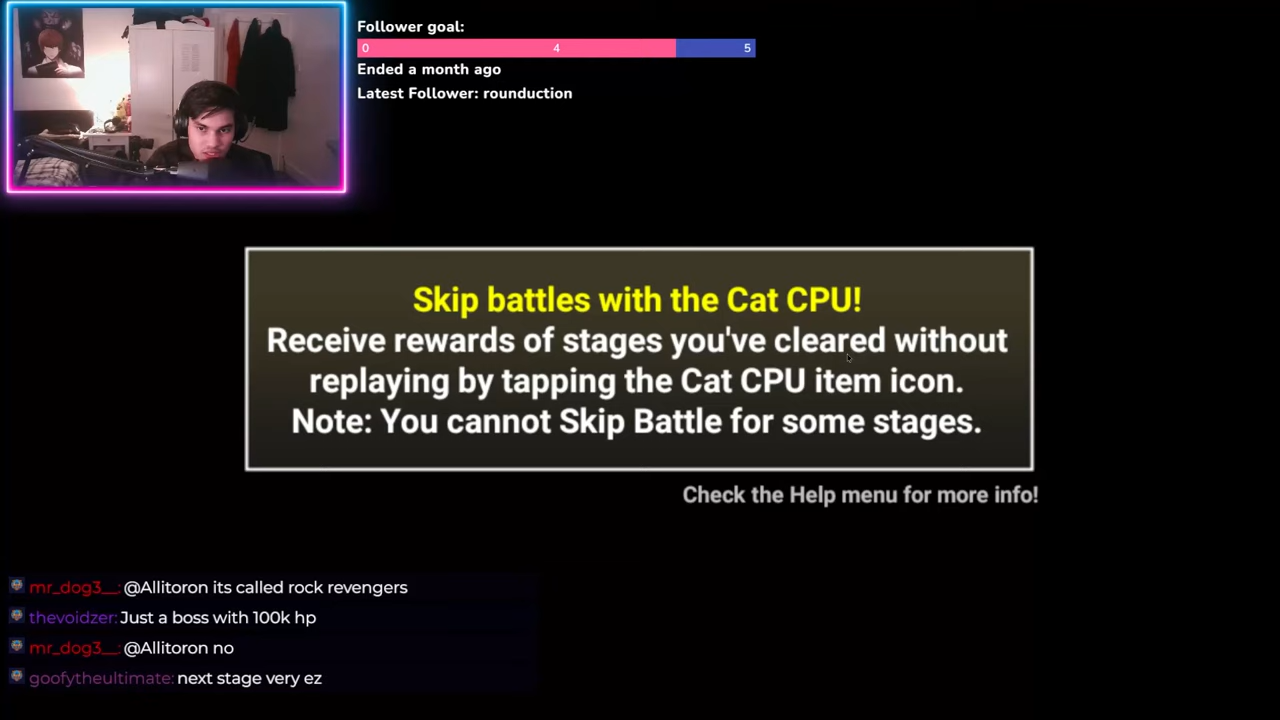 Follower goal:
0 4 5
Ended a month ago
Latest Follower: rounduction
Skip battles with the Cat CPU!
Receive rewards of stages you've cleared without
replaying by tapping the Cat CPU item icon.
Note: You cannot Skip Battle for some stages.
Check the Help menu for more info!
mr_dog3__: @Allitoron its called rock revengers
thevoidzer: Just a boss with 100k hp
mr_dog3__: @Allitoron no
goofytheultimate: next stage very ez